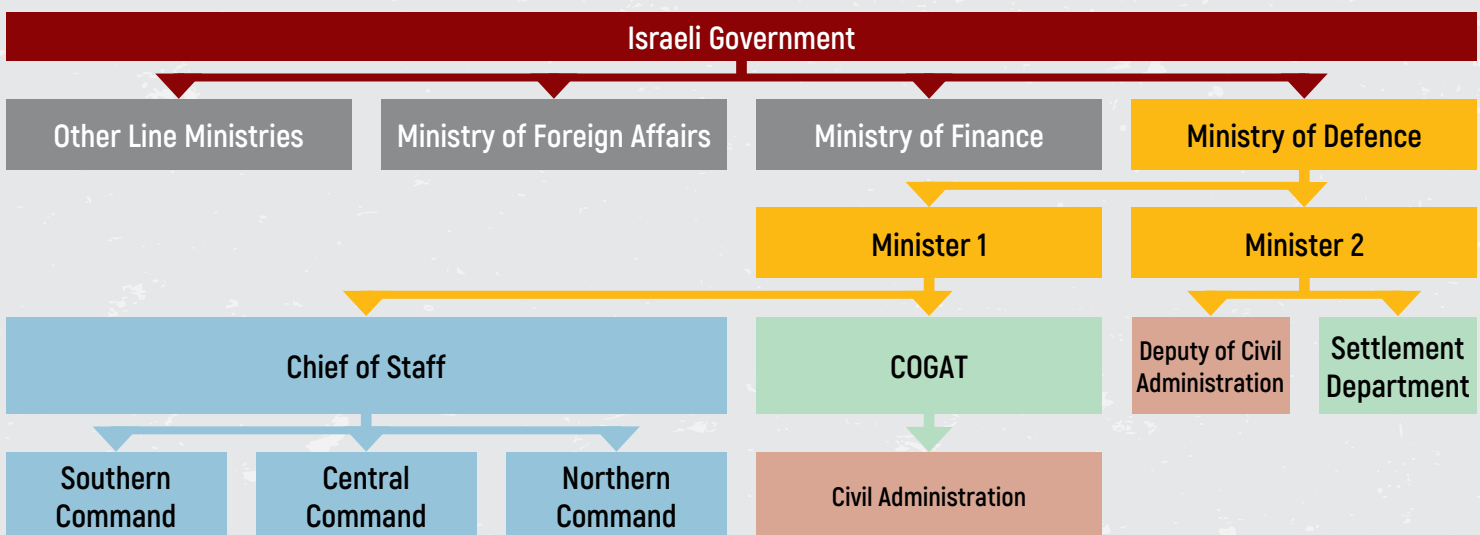 Israeli Government
Other Line Ministries
Ministry of Foreign Affairs
Ministry of Finance
Ministry of Defence
Minister 1
Minister 2
Chief of Staff
COGAT
Deputy of Civil
Administration
Settlement
Department
Southern
Command
Central
Command
Northern
Command
Civil Administration